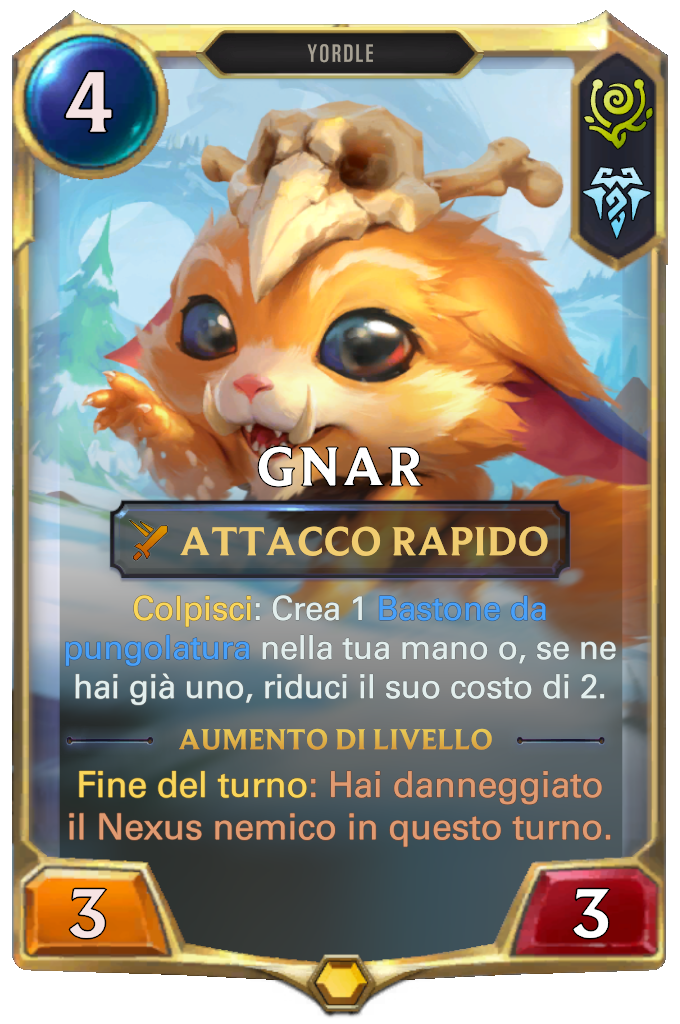 4
YORDLE
GNAR
ATTACCO RAPIDO
Colpisci: Crea 1 Bastone da
pungolatura nella tua mano o, se ne
hai già uno, riduci il suo costo di 2.
AUMENTO DI LIVELLO
Fine del turno: Hai danneggiato
il Nexus nemico in questo turno.
3
3